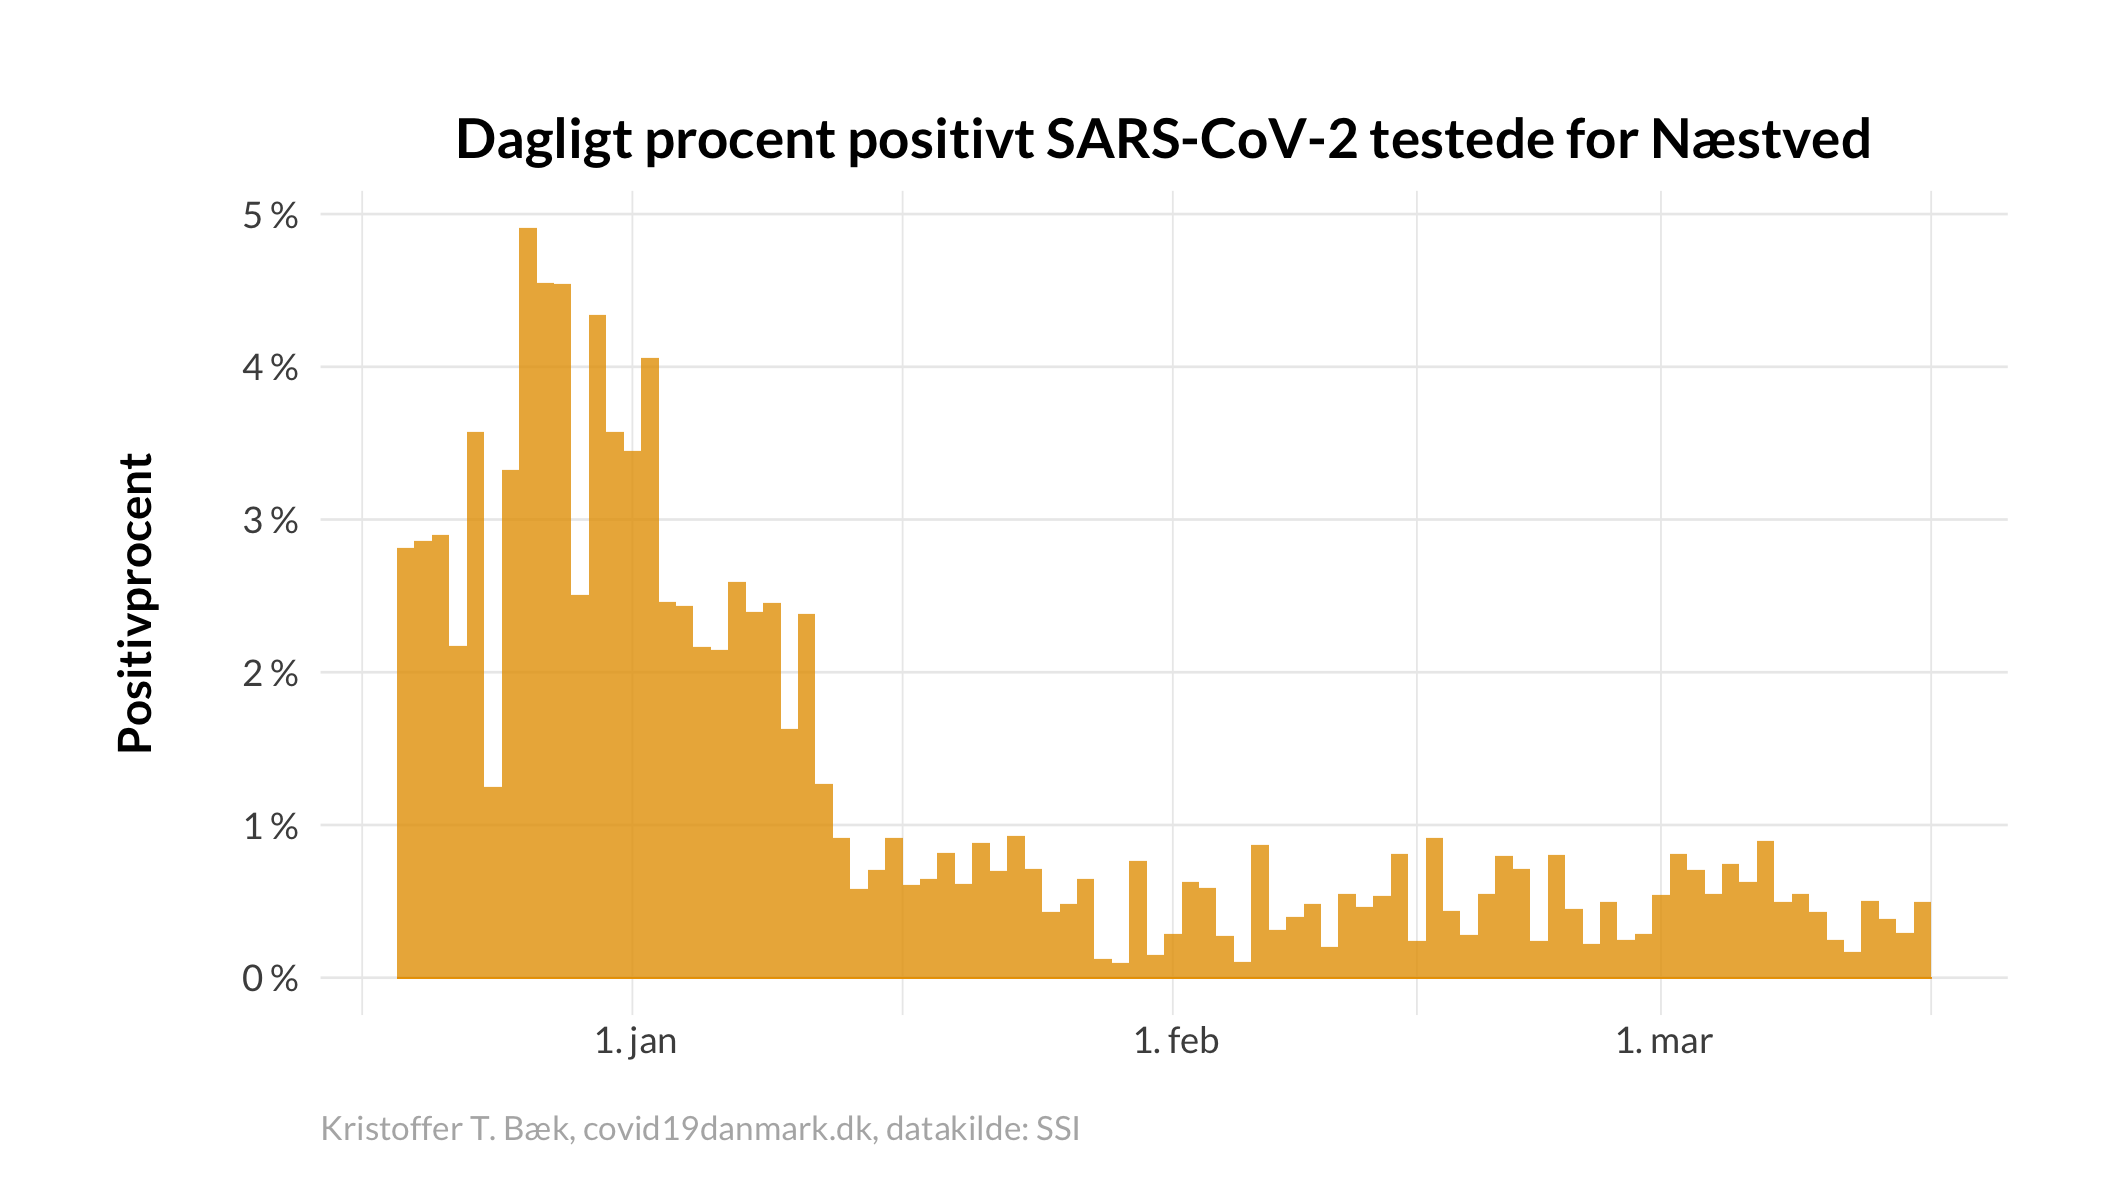 Dagligt procent positivt SARS-CoV-2 testede for Næstved
Positivprocent
5 %
4 %
3 %
2 %
1 %
0 %
1. jan
1. feb
1. mar
Kristoffer T. Bæk, covid19danmark.dk, datakilde: SSI